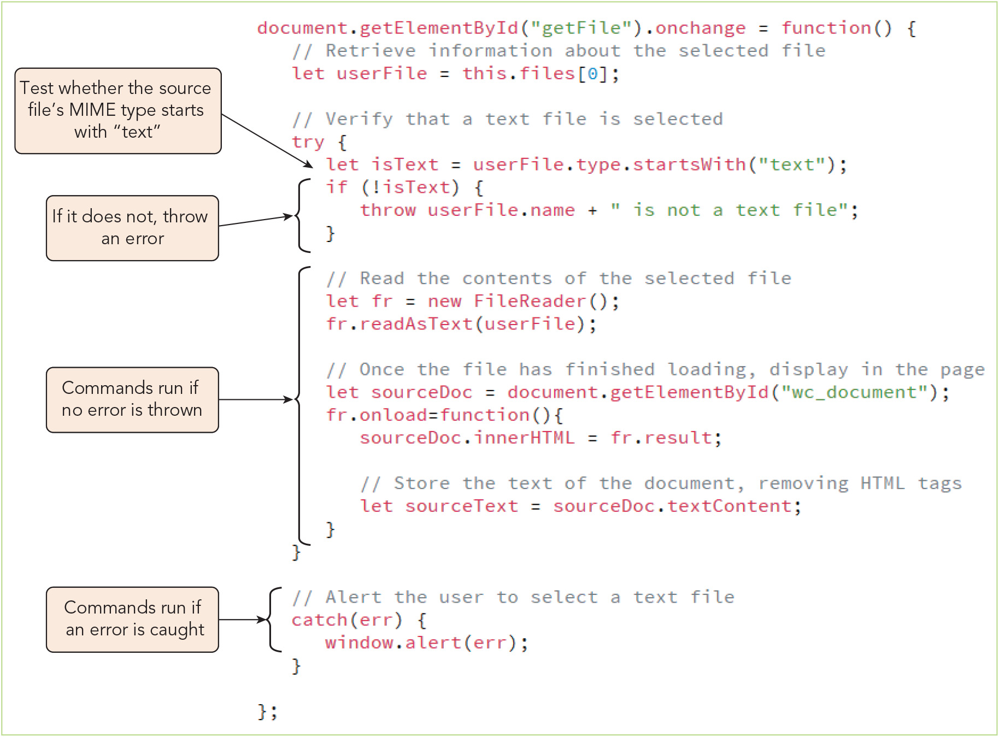 document.getElementById("getFile").onchange = function() {
// Retrieve information about the selected file
let userFile = this.files[0];
Test whether the source
file’s MIME type starts
with “text”
// Verify that a text file is selected
try {
let isText = userFile.type.startsWith("text");
if (!isText) {
throw userFile.name + " is not a text file";
}
If it does not, throw
an error
// Read the contents of the selected file
let fr = new FileReader();
fr.readAsText(userFile);
// Once the file has finished loading, display in the page
let sourceDoc = document.getElementById("wc_document");
fr.onload=function(){
sourceDoc.innerHTML = fr.result;
// Store the text of the document, removing HTML tags
let sourceText = sourceDoc.textContent;
}
}
Commands run if
no error is thrown
// Alert the user to select a text file
catch(err) {
window.alert(err);
}
Commands run if
an error is caught
};